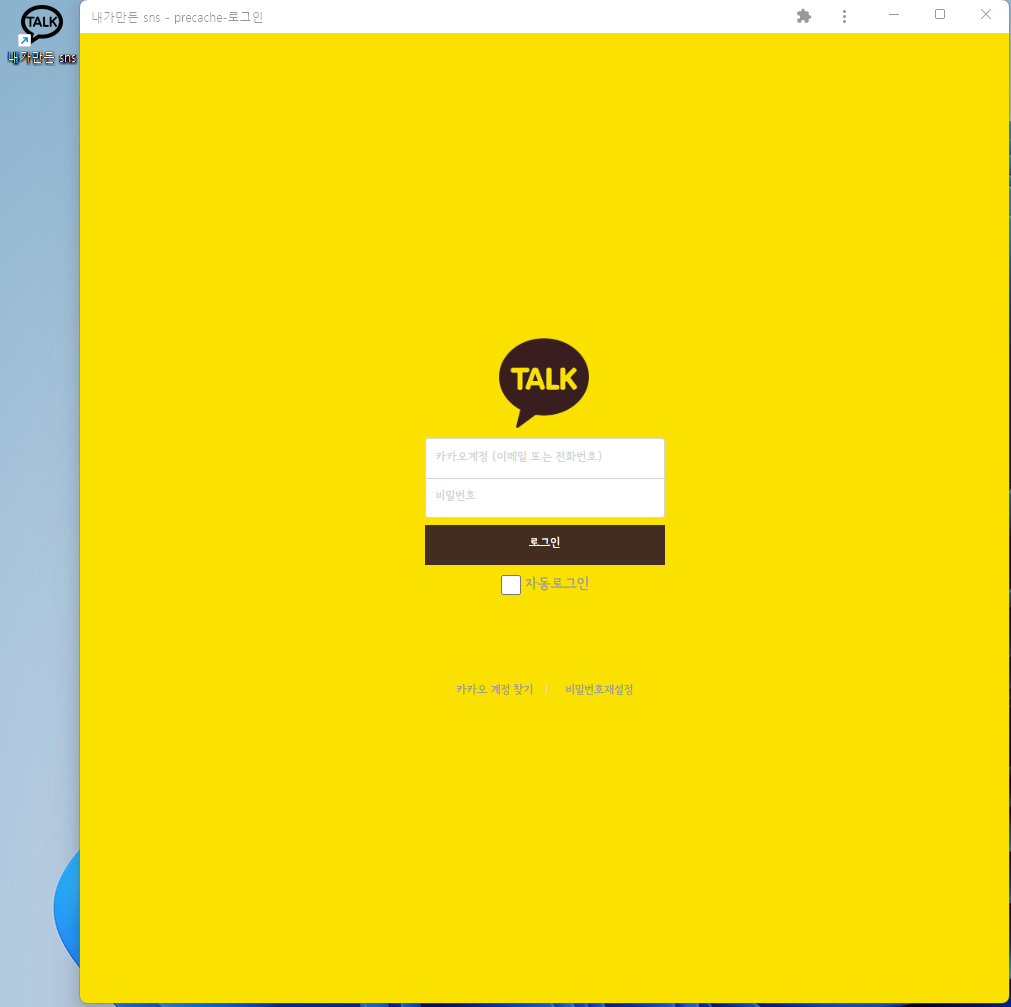 TALK
내가만든 sns
내가만든 sns - precache-로그인
TALK
카카오계정 (이메일 또는 전화번호)
비밀번호
로그인
자동로그인
카카오 계정 찾기 | 비밀번호재설정